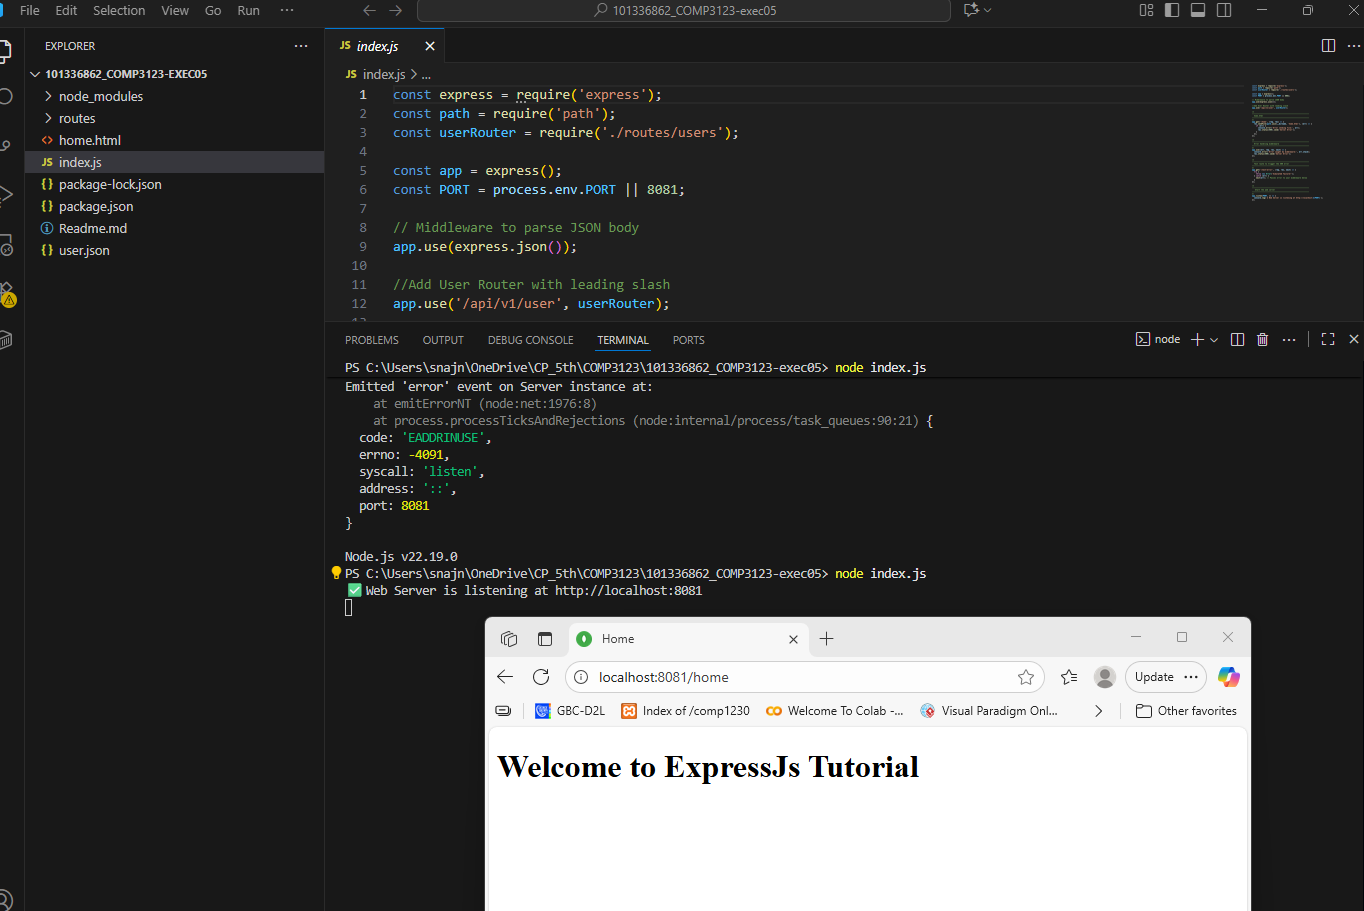 File Edit Selection View Go Run ···
101336862_COMP3123-exec05
EXPLORER ···
101336862_COMP3123-EXEC05
node_modules
routes
<> home.html
JS index.js
{} package-lock.json
{} package.json
Readme.md
{} user.json
JS index.js
JS index.js > ...
1 const express = require('express');
2 const path = require('path');
3 const userRouter = require('./routes/users');
4
5 const app = express();
6 const PORT = process.env.PORT || 8081;
7
8 // Middleware to parse JSON body
9 app.use(express.json());
10
11 //Add User Router with leading slash
12 app.use('/api/v1/user', userRouter);
PROBLEMS OUTPUT DEBUG CONSOLE TERMINAL PORTS
node
PS C:\Users\snajn\OneDrive\CP_5th\COMP3123\101336862_COMP3123-exec05> node index.js
Emitted 'error' event on Server instance at:
at emitErrorNT (node:net:1976:8)
at process.processTicksAndRejections (node:internal/process/task_queues:90:21) {
code: 'EADDRINUSE',
errno: -4091,
syscall: 'listen',
address: '::',
port: 8081
}
Node.js v22.19.0
PS C:\Users\snajn\OneDrive\CP_5th\COMP3123\101336862_COMP3123-exec05> node index.js
✅ Web Server is listening at http://localhost:8081
Home
localhost:8081/home
Update ···
GBC-D2L
Index of /comp1230
Welcome To Colab -...
Visual Paradigm Onl...
Other favorites
Welcome to ExpressJs Tutorial